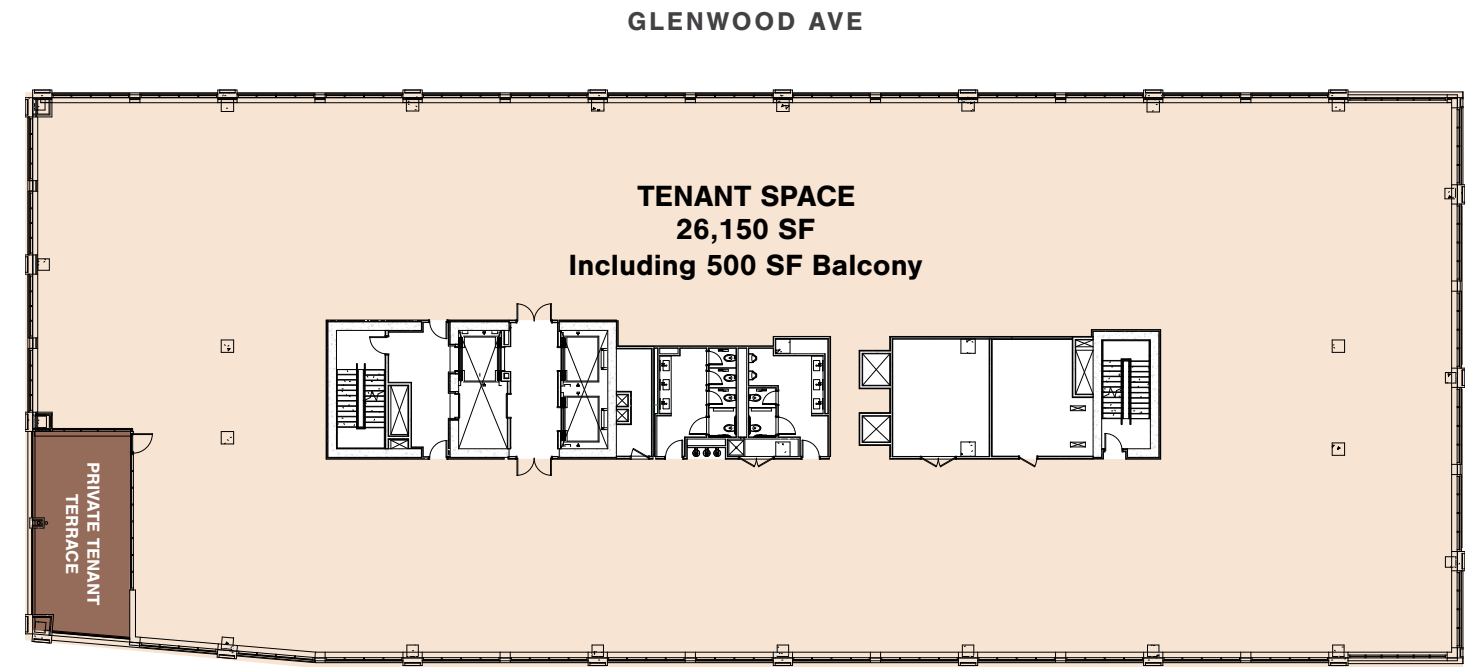 GLENWOOD AVE
TENANT SPACE
26,150 SF
Including 500 SF Balcony
PRIVATE TENANT
TERRACE